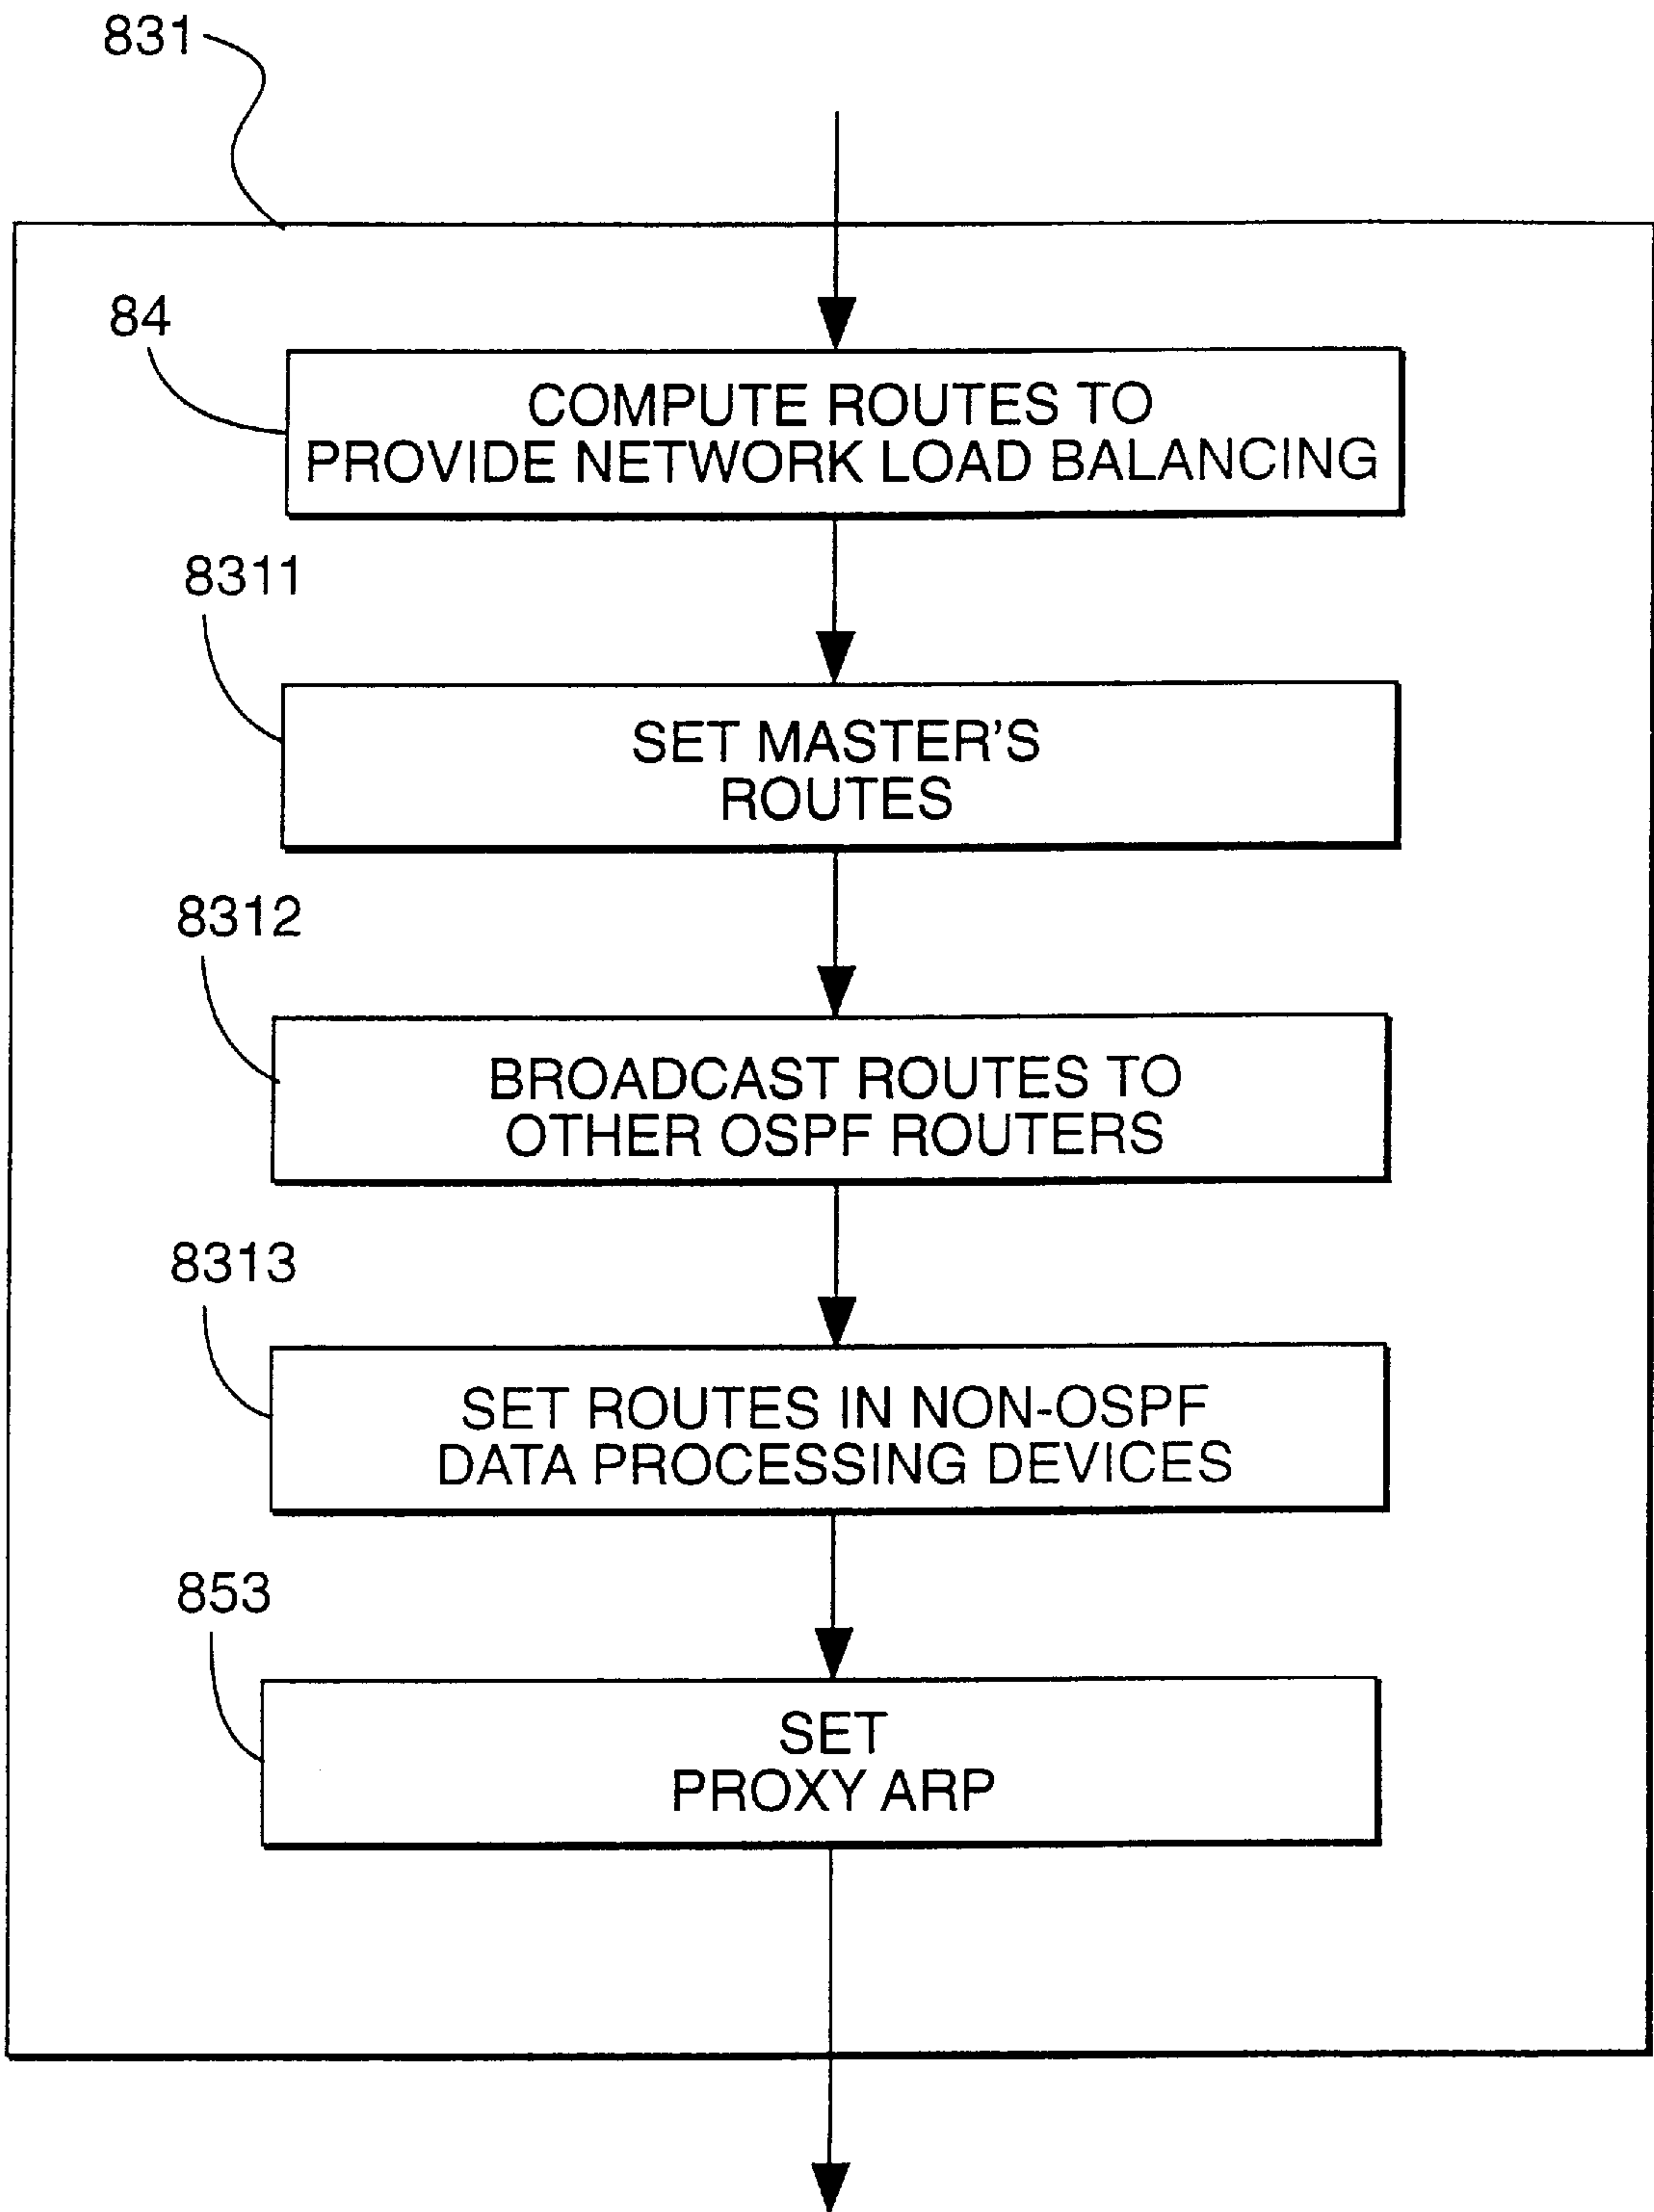 831
84
COMPUTE ROUTES TO
PROVIDE NETWORK LOAD BALANCING
8311
SET MASTER'S
ROUTES
8312
BROADCAST ROUTES TO
OTHER OSPF ROUTERS
8313
SET ROUTES IN NON-OSPF
DATA PROCESSING DEVICES
853
SET
PROXY ARP